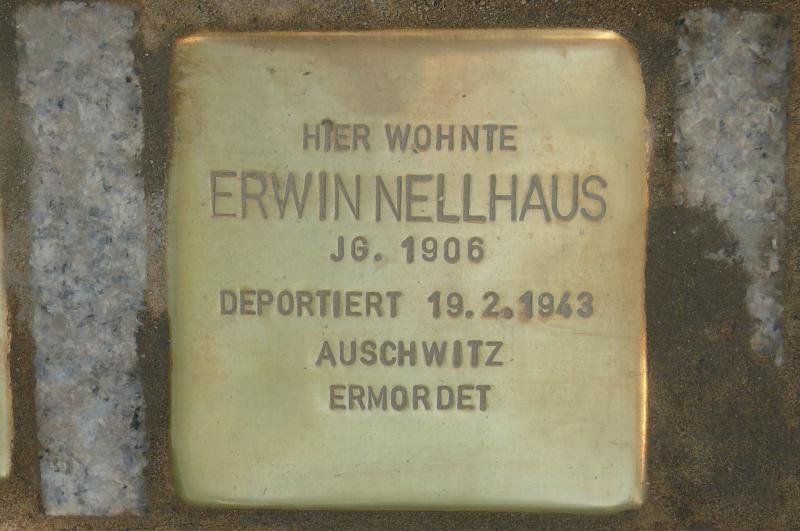 HIER WOHNTE
ERWIN NELLHAUS
JG. 1906
DEPORTIERT 19.2.1943
AUSCHWITZ
ERMORDET